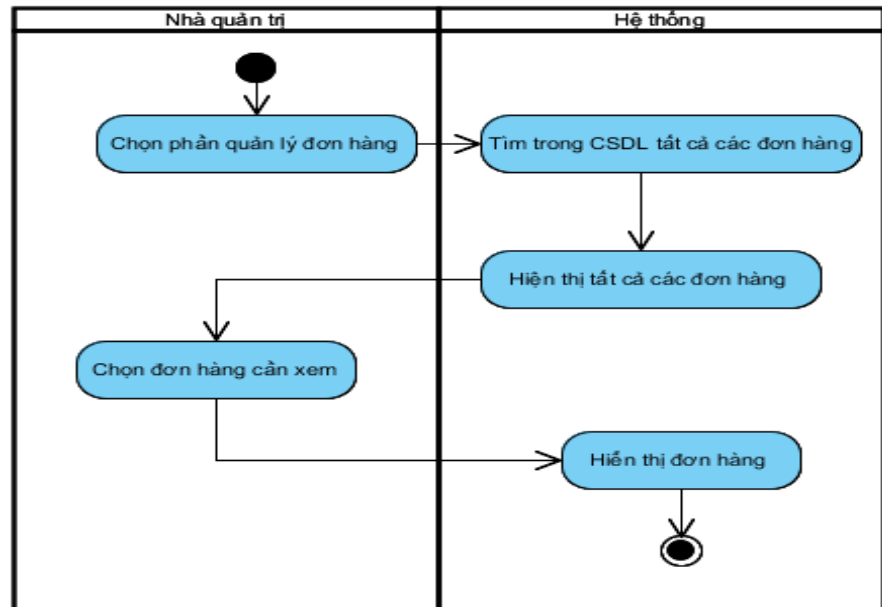 Nhà quản trị
Hệ thống
Chọn phần quản lý đơn hàng
Tìm trong CSDL tất cả các đơn hàng
Hiện thị tất cả các đơn hàng
Chọn đơn hàng cần xem
Hiển thị đơn hàng